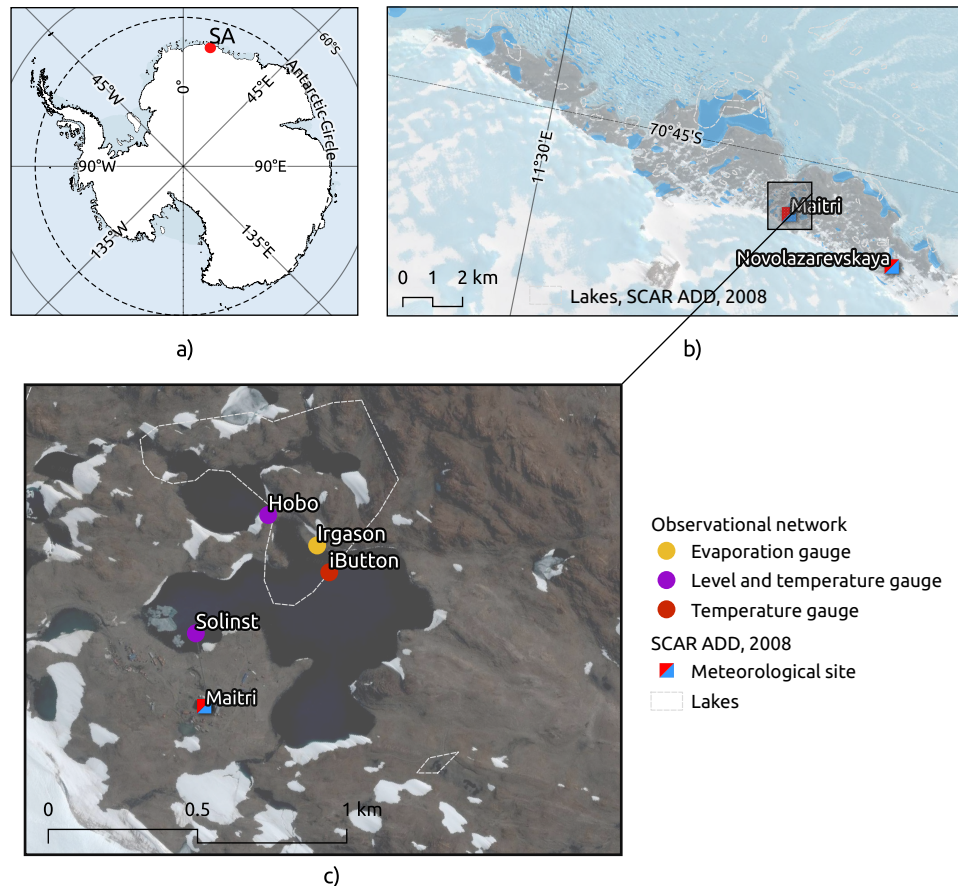 SA
60°S
45°W
0
45°E
Antarctic Circle
90°W
90°E
135°W
135°E
a)
11°30'E
70°45'S
Maitri
Novolazarevskaya
0 1 2 km
Lakes, SCAR ADD, 2008
b)
Hobo
Irgason
iButton
Solinst
Maitri
0 0.5 1 km
c)
Observational network
Evaporation gauge
Level and temperature gauge
Temperature gauge
SCAR ADD, 2008
Meteorological site
Lakes